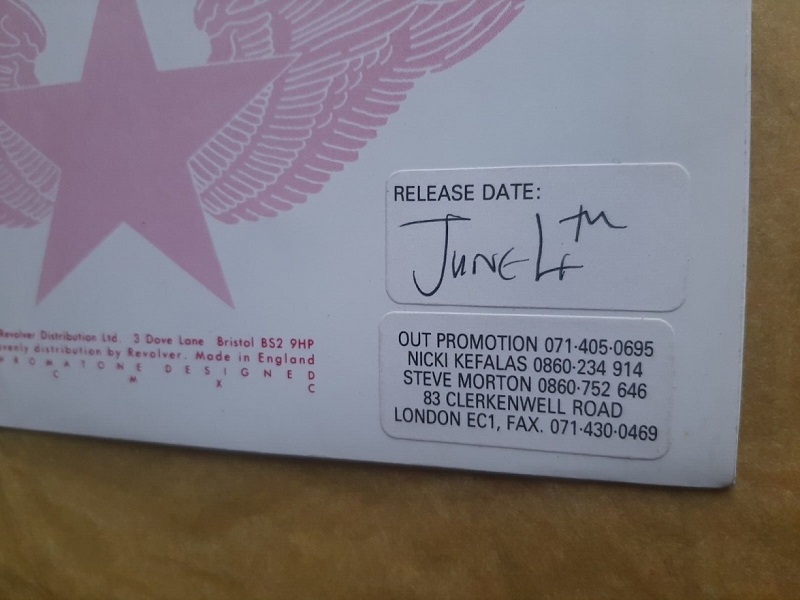 RELEASE DATE:
JUNE 4TH
OUT PROMOTION 071·405·0695
NICKI KEFALAS 0860·234 914
STEVE MORTON 0860·752 646
83 CLERKENWELL ROAD
LONDON EC1, FAX. 071·430·0469
Revolver Distribution Ltd. 3 Dove Lane Bristol BS2 9HP
distribution by Revolver. Made in England
PROMATONE DESIGNED
C M X C